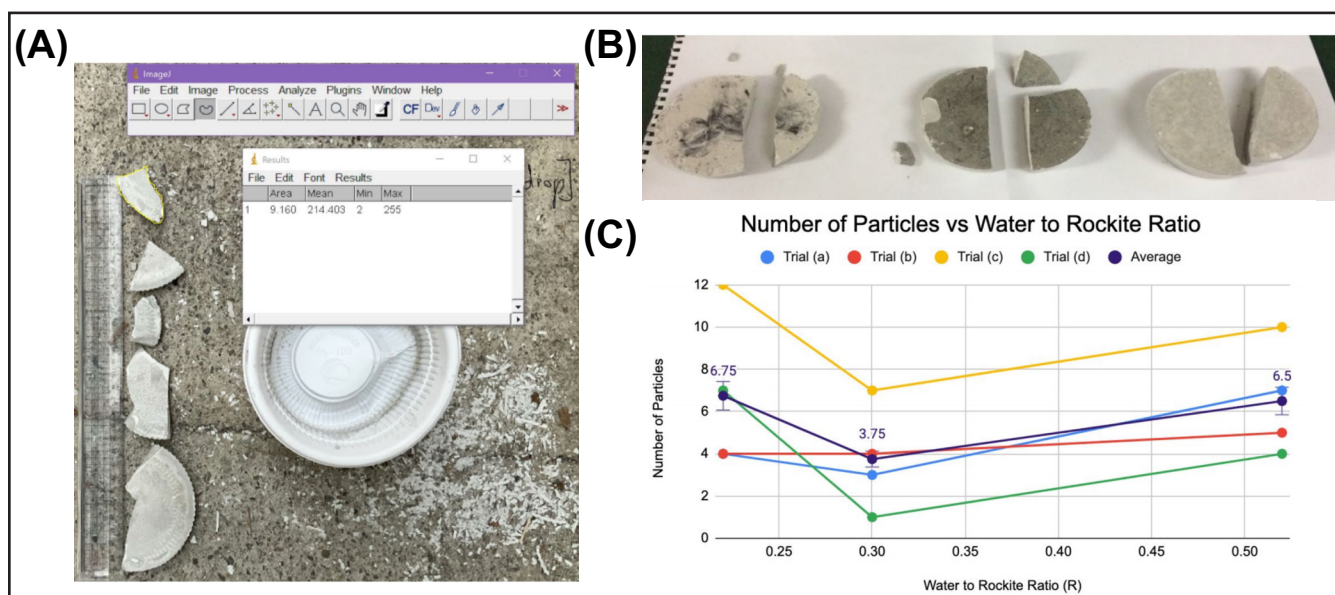 (A)
ImageJ
File Edit Image Process Analyze Plugins Window Help
CF Dev
Results
File Edit Font Results
Area Mean Min Max
1 9.160 214.403 2 255
drop]
(B)
(C)
Number of Particles vs Water to Rockite Ratio
Trial (a) Trial (b) Trial (c) Trial (d) Average
Number of Particles
12
10
8
6
4
2
0
6.75
3.75
6.5
0.25 0.30 0.35 0.40 0.45 0.50
Water to Rockite Ratio (R)